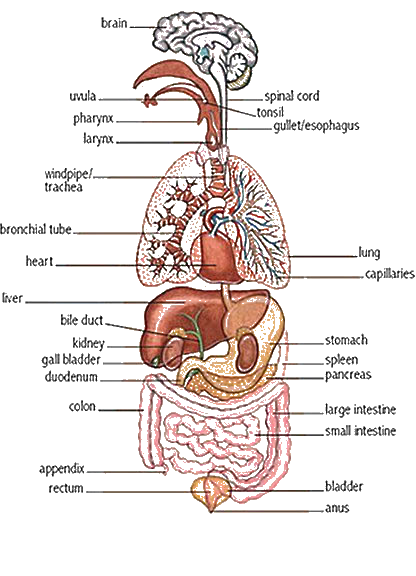 brain
uvula
spinal cord
tonsil
pharynx
gullet/esophagus
larynx
windpipe/
trachea
bronchial tube
lung
heart
capillaries
liver
bile duct
kidney
stomach
gall bladder
spleen
duodenum
pancreas
colon
large intestine
small intestine
appendix
rectum
bladder
anus